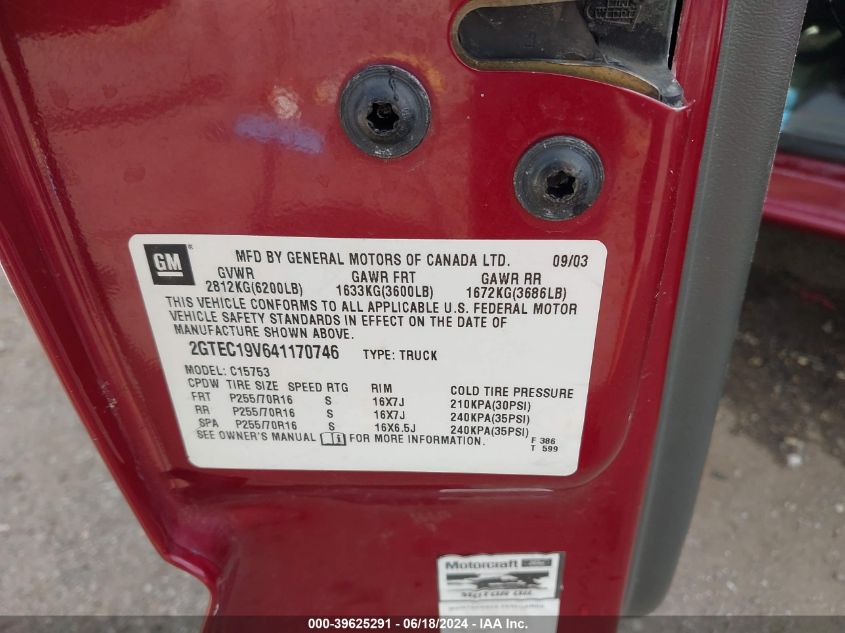 GM
MFD BY GENERAL MOTORS OF CANADA LTD. 09/03
GVWR GAWR FRT GAWR RR
2812KG(6200LB) 1633KG(3600LB) 1672KG(3686LB)
THIS VEHICLE CONFORMS TO ALL APPLICABLE U.S. FEDERAL MOTOR
VEHICLE SAFETY STANDARDS IN EFFECT ON THE DATE OF
MANUFACTURE SHOWN ABOVE.
2GTEC19V641170746 TYPE: TRUCK
MODEL: C15753
CPDW TIRE SIZE SPEED RTG RIM COLD TIRE PRESSURE
FRT P255/70R16 S 16X7J 210KPA(30PSI)
RR P255/70R16 S 16X7J 240KPA(35PSI)
SPA P255/70R16 S 16X6.5J 240KPA(35PSI)
SEE OWNER'S MANUAL FOR MORE INFORMATION.
F 386
T 599
Motorcraft
MOTOR OIL
000-39625291 - 06/18/2024 - IAA Inc.